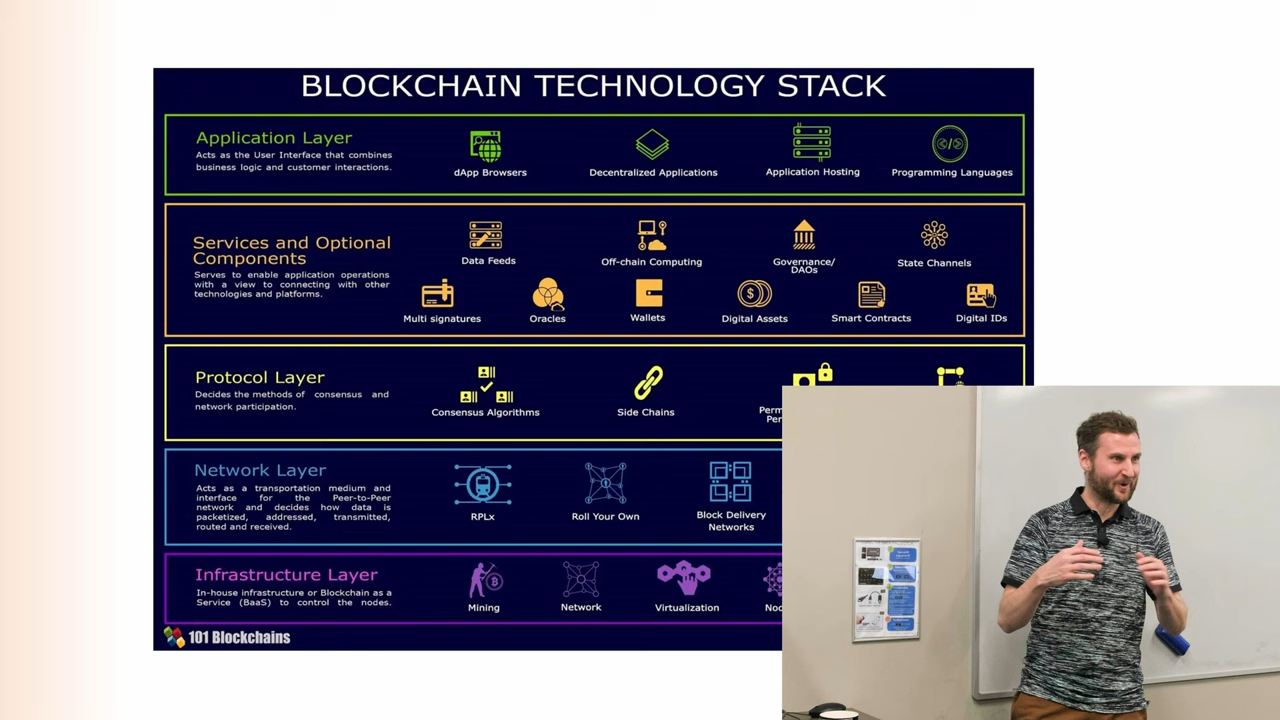 BLOCKCHAIN TECHNOLOGY STACK
Application Layer
Acts as the User Interface that combines
business logic and customer interactions.
dApp Browsers
Decentralized Applications
Application Hosting
Programming Languages
Services and Optional
Components
Serves to enable application operations
with a view to connecting with other
technologies and platforms.
Data Feeds
Off-chain Computing
Governance/
DAOs
State Channels
Multi signatures
Oracles
Wallets
Digital Assets
Smart Contracts
Digital IDs
Protocol Layer
Decides the methods of consensus and
network participation.
Consensus Algorithms
Side Chains
Network Layer
Acts as a transportation medium and
interface for the Peer-to-Peer
network and decides how data is
packetized, addressed, transmitted,
routed and received.
RPLx
Roll Your Own
Block Delivery
Networks
Infrastructure Layer
In-house infrastructure or Blockchain as a
Service (BaaS) to control the nodes.
Mining
Network
Virtualization
101 Blockchains